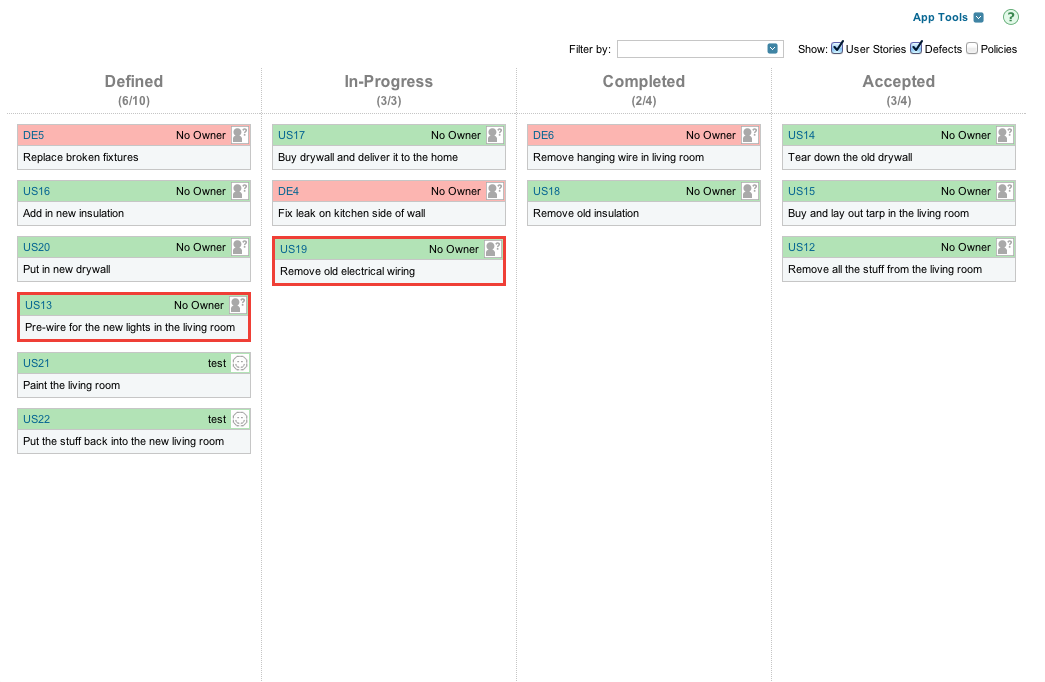 App Tools ?
Filter by: Show: User Stories Defects Policies
Defined
(6/10)
DE5 No Owner
Replace broken fixtures
US16 No Owner
Add in new insulation
US20 No Owner
Put in new drywall
US13 No Owner
Pre-wire for the new lights in the living room
US21 test
Paint the living room
US22 test
Put the stuff back into the new living room
In-Progress
(3/3)
US17 No Owner
Buy drywall and deliver it to the home
DE4 No Owner
Fix leak on kitchen side of wall
US19 No Owner
Remove old electrical wiring
Completed
(2/4)
DE6 No Owner
Remove hanging wire in living room
US18 No Owner
Remove old insulation
Accepted
(3/4)
US14 No Owner
Tear down the old drywall
US15 No Owner
Buy and lay out tarp in the living room
US12 No Owner
Remove all the stuff from the living room